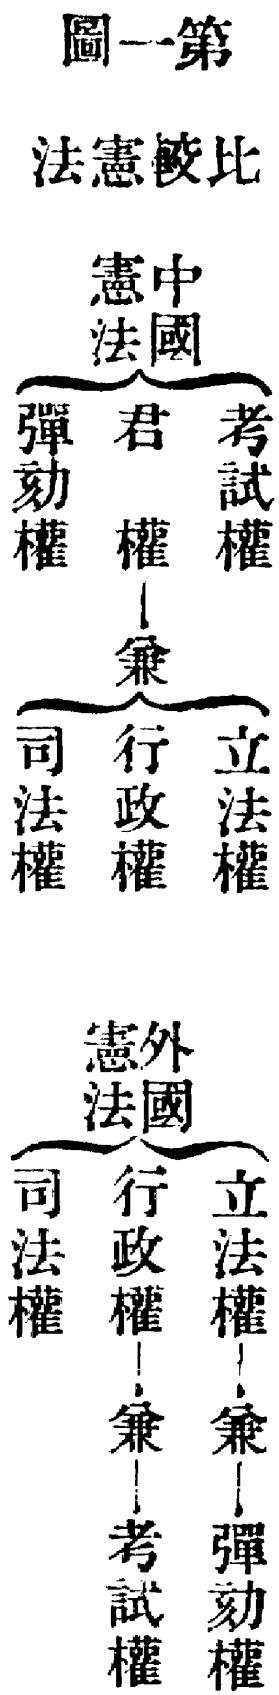 第一圖
比較憲法
中國憲法
考試權
君權
彈劾權
兼
立法權
行政權
司法權
外國憲法
立法權兼彈劾權
行政權兼考試權
司法權